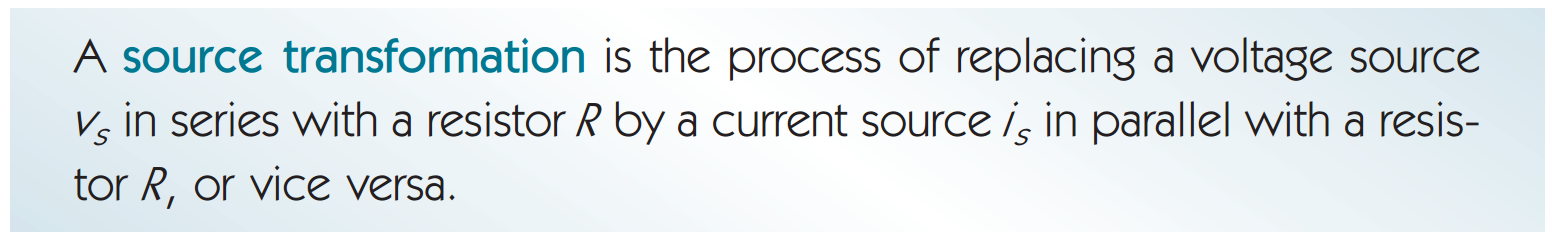 A source transformation is the process of replacing a voltage source
vₛ in series with a resistor R by a current source iₛ in parallel with a resis-
tor R, or vice versa.